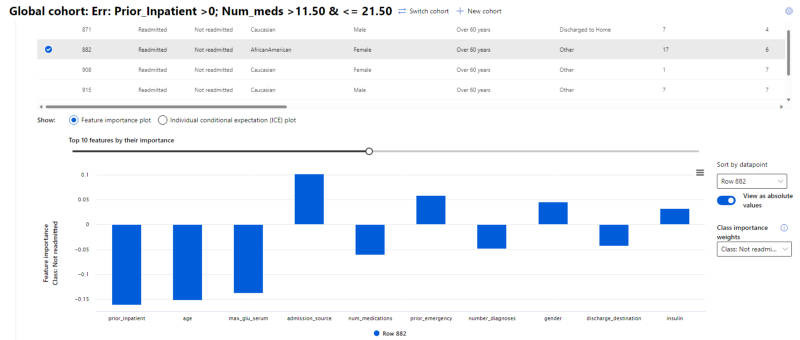 Global cohort: Err: Prior_Inpatient >0; Num_meds >11.50 & <= 21.50 Switch cohort + New cohort
871 Readmitted Not readmitted Caucasian Male Over 60 years Discharged to Home 7 4
882 Readmitted Not readmitted AfricanAmerican Female Over 60 years Other 17 6
908 Readmitted Not readmitted Caucasian Female Over 60 years Other 1 7
915 Readmitted Not readmitted Caucasian Male Over 60 years Other 7 7
Show: Feature importance plot Individual conditional expectation (ICE) plot
Top 10 features by their importance
Sort by datapoint
Row 882
View as absolute
values
Class importance
weights
Class: Not readmi...
Feature importance
Class: Not readmitted
0.1
0.05
0
−0.05
−0.1
−0.15
prior_inpatient age max_glu_serum admission_source num_medications prior_emergency number_diagnoses gender discharge_destination insulin
Row 882